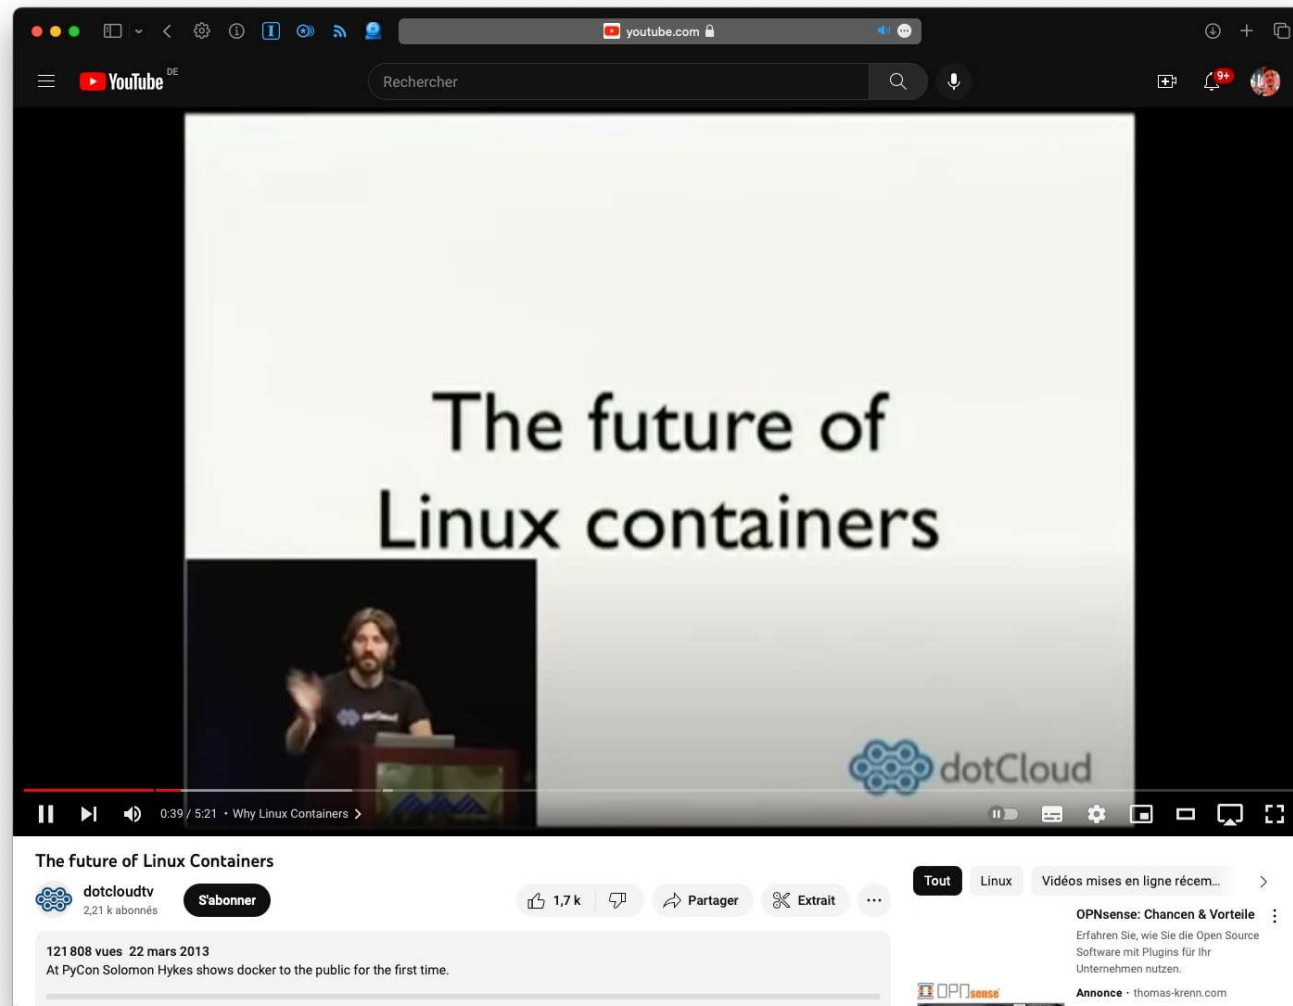 youtube.com
YouTube DE
Rechercher
9+
The future of
Linux containers
dotCloud
dotCloud
0:39 / 5:21 • Why Linux Containers
The future of Linux Containers
dotcloudtv
2,21 k abonnés
S'abonner
1,7 k
Partager
Extrait
121 808 vues 22 mars 2013
At PyCon Solomon Hykes shows docker to the public for the first time.
Tout
Linux
Vidéos mises en ligne récem...
OPNsense: Chancen & Vorteile
Erfahren Sie, wie Sie die Open Source
Software mit Plugins für Ihr
Unternehmen nutzen.
OPNsense
Annonce · thomas-krenn.com